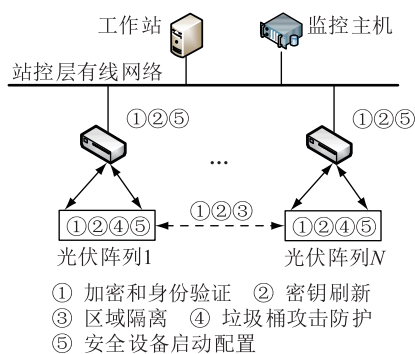 工作站
监控主机
站控层有线网络
①②⑤
①②⑤
...
①②③
①②④⑤
①②④⑤
光伏阵列1
光伏阵列N
① 加密和身份验证 ② 密钥刷新
③ 区域隔离 ④ 垃圾桶攻击防护
⑤ 安全设备启动配置